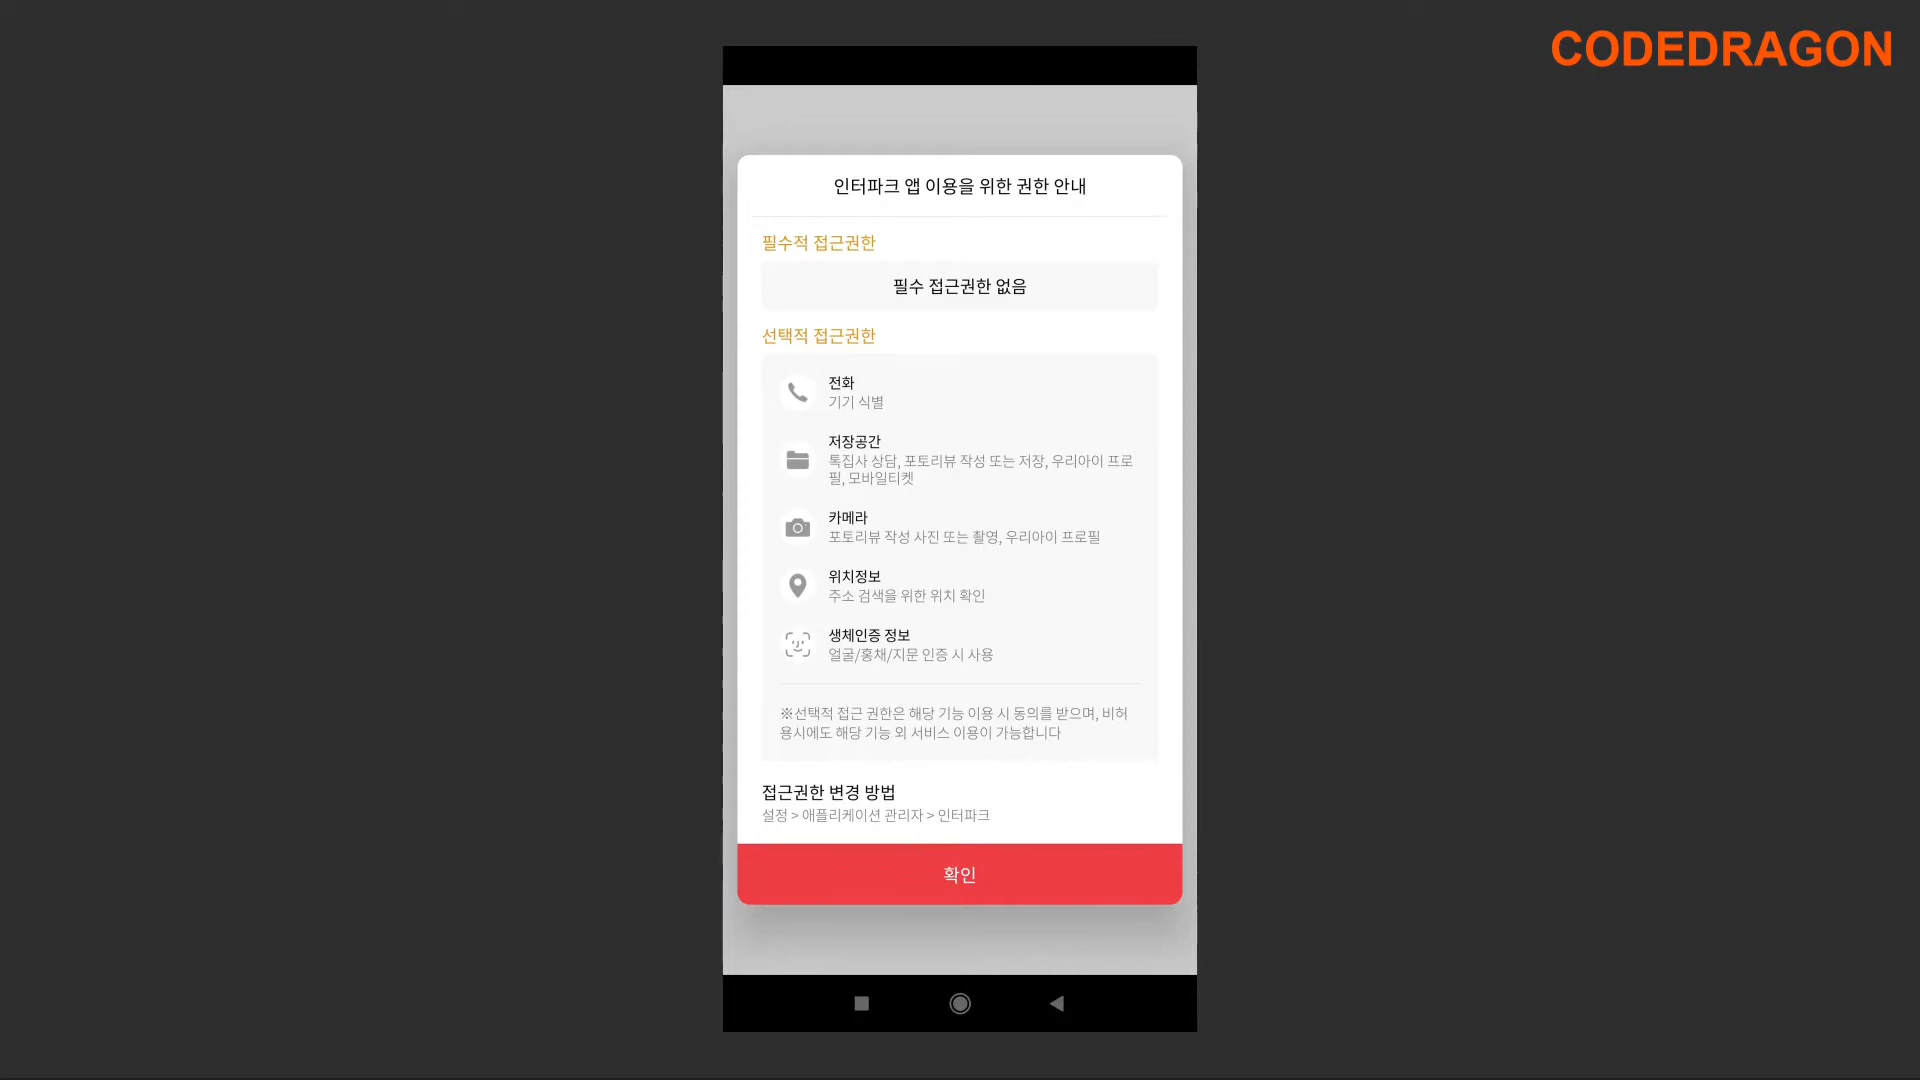 CODEDRAGON
인터파크 앱 이용을 위한 권한 안내
필수적 접근권한
필수 접근권한 없음
선택적 접근권한
전화
기기 식별
저장공간
톡집사 상담, 포토리뷰 작성 또는 저장, 우리아이 프로
필, 모바일티켓
카메라
포토리뷰 작성 사진 또는 촬영, 우리아이 프로필
위치정보
주소 검색을 위한 위치 확인
생체인증 정보
얼굴/홍채/지문 인증 시 사용
※선택적 접근 권한은 해당 기능 이용 시 동의를 받으며, 비허
용시에도 해당 기능 외 서비스 이용이 가능합니다
접근권한 변경 방법
설정 > 애플리케이션 관리자 > 인터파크
확인